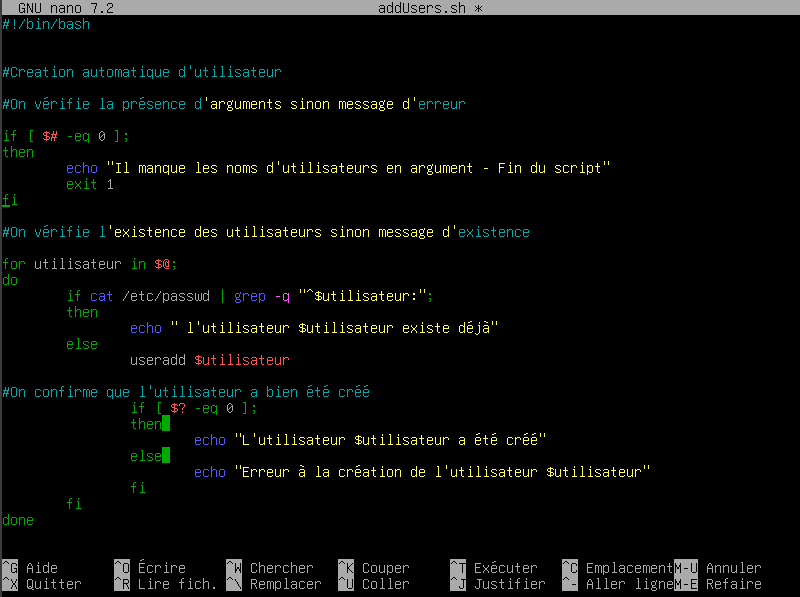 GNU nano 7.2 addUsers.sh *
#!/bin/bash
#Creation automatique d'utilisateur
#On vérifie la présence d'arguments sinon message d'erreur
if [ $# -eq 0 ];
then
echo "Il manque les noms d'utilisateurs en argument - Fin du script"
exit 1
fi
#On vérifie l'existence des utilisateurs sinon message d'existence
for utilisateur in $@;
do
if cat /etc/passwd | grep -q "^$utilisateur:";
then
echo " l'utilisateur $utilisateur existe déjà"
else
useradd $utilisateur
#On confirme que l'utilisateur a bien été créé
if [ $? -eq 0 ];
then
echo "L'utilisateur $utilisateur a été créé"
else
echo "Erreur à la création de l'utilisateur $utilisateur"
fi
fi
done
^G Aide ^O Écrire ^W Chercher ^K Couper ^T Exécuter ^C Emplacement M-U Annuler
^X Quitter ^R Lire fich. ^\ Remplacer ^U Coller ^J Justifier ^- Aller ligne M-E Refaire